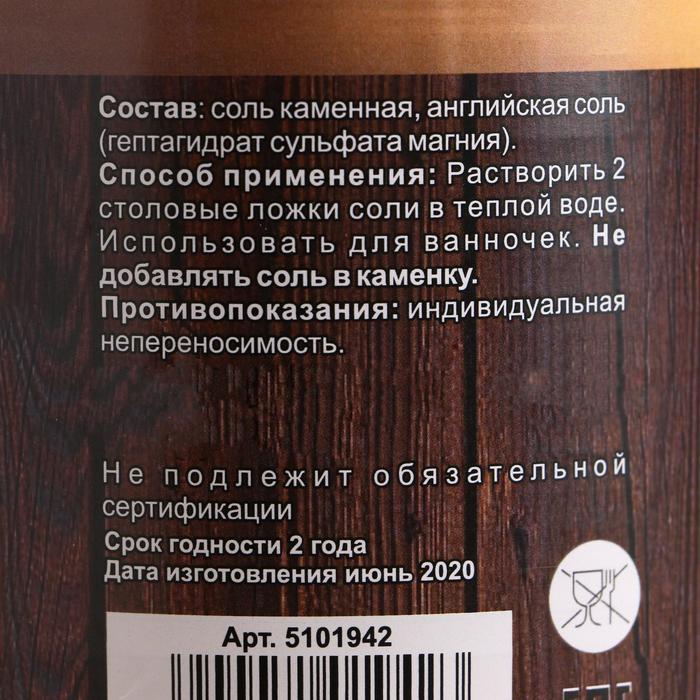 Состав: соль каменная, английская соль
(гептагидрат сульфата магния).
Способ применения: Растворить 2
столовые ложки соли в теплой воде.
Использовать для ванночек. Не
добавлять соль в каменку.
Противопоказания: индивидуальная
непереносимость.
Не подлежит обязательной
сертификации
Срок годности 2 года
Дата изготовления июнь 2020
Арт. 5101942